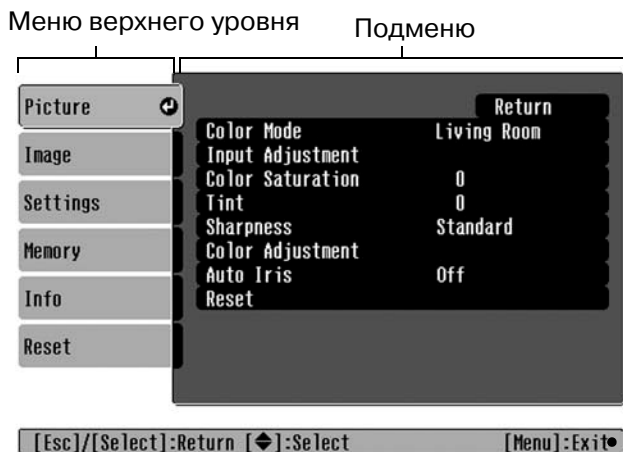 Меню верхнего уровня
Подменю
Picture
Image
Settings
Memory
Info
Reset
Return
Color Mode Living Room
Input Adjustment
Color Saturation 0
Tint 0
Sharpness Standard
Color Adjustment
Auto Iris Off
Reset
[Esc]/[Select]:Return [◆]:Select [Menu]:Exit